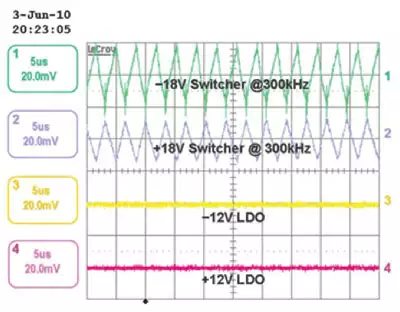 3-Jun-10
20:23:05
LeCroy
1
5us
20.0mV
−18V Switcher @300kHz
1
2
5us
20.0mV
+18V Switcher @ 300kHz
2
3
5us
20.0mV
−12V LDO
3
4
5us
20.0mV
+12V LDO
4